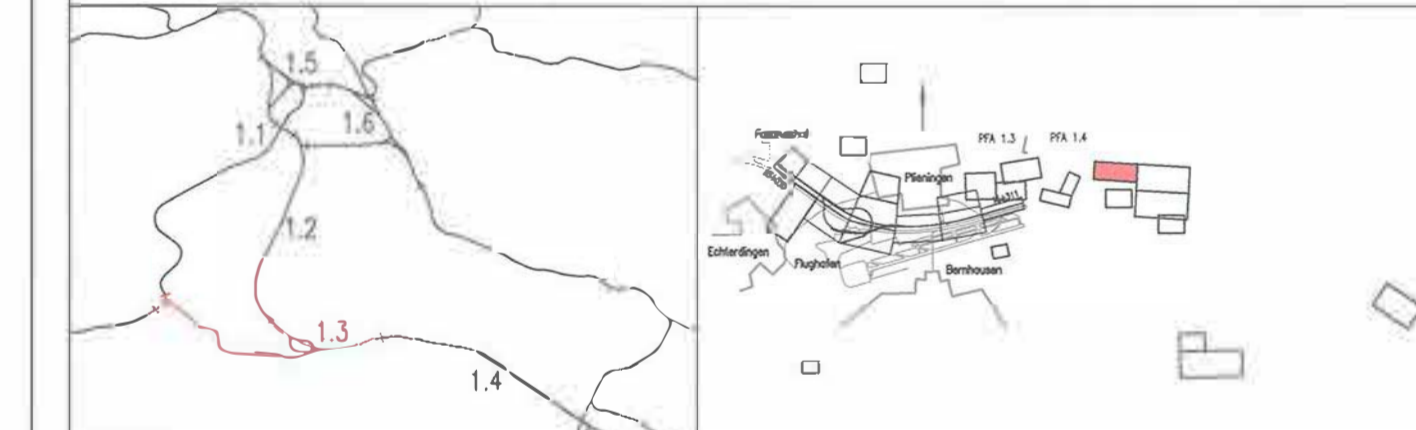 1.5
1.1
1.6
1.2
1.3
1.4
PFA 1.3
PFA 1.4
Plieningen
Echterdingen
Flughafen
Bernhausen